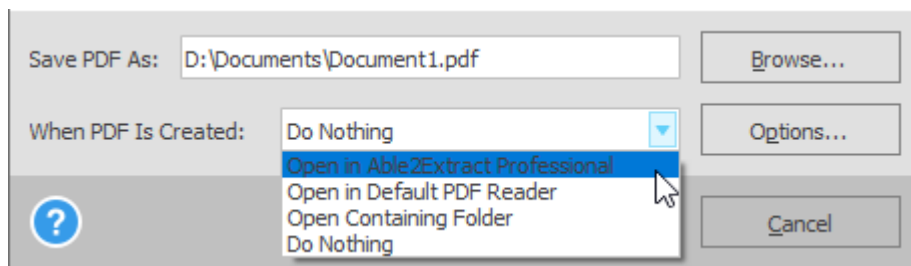 Save PDF As: D:\Documents\Document1.pdf Browse...
When PDF Is Created: Do Nothing Options...
Open in Able2Extract Professional
Open in Default PDF Reader
Open Containing Folder
Do Nothing
? Cancel